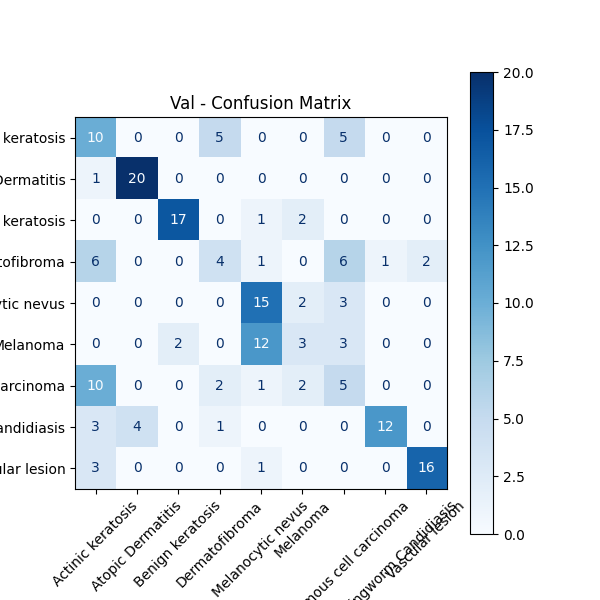 Val - Confusion Matrix
keratosis 10 0 0 5 0 0 5 0 0
Dermatitis 1 20 0 0 0 0 0 0 0
keratosis 0 0 17 0 1 2 0 0 0
tofibroma 6 0 0 4 1 0 6 1 2
ytic nevus 0 0 0 0 15 2 3 0 0
Melanoma 0 0 2 0 12 3 3 0 0
arcinoma 10 0 0 2 1 2 5 0 0
andidiasis 3 4 0 1 0 0 0 12 0
ular lesion 3 0 0 0 1 0 0 0 16
Actinic keratosis
Atopic Dermatitis
Benign keratosis
Dermatofibroma
Melanocytic nevus
Melanoma
mous cell carcinoma
ngworm Candidiasis
Vascular lesion
20.0
17.5
15.0
12.5
10.0
7.5
5.0
2.5
0.0